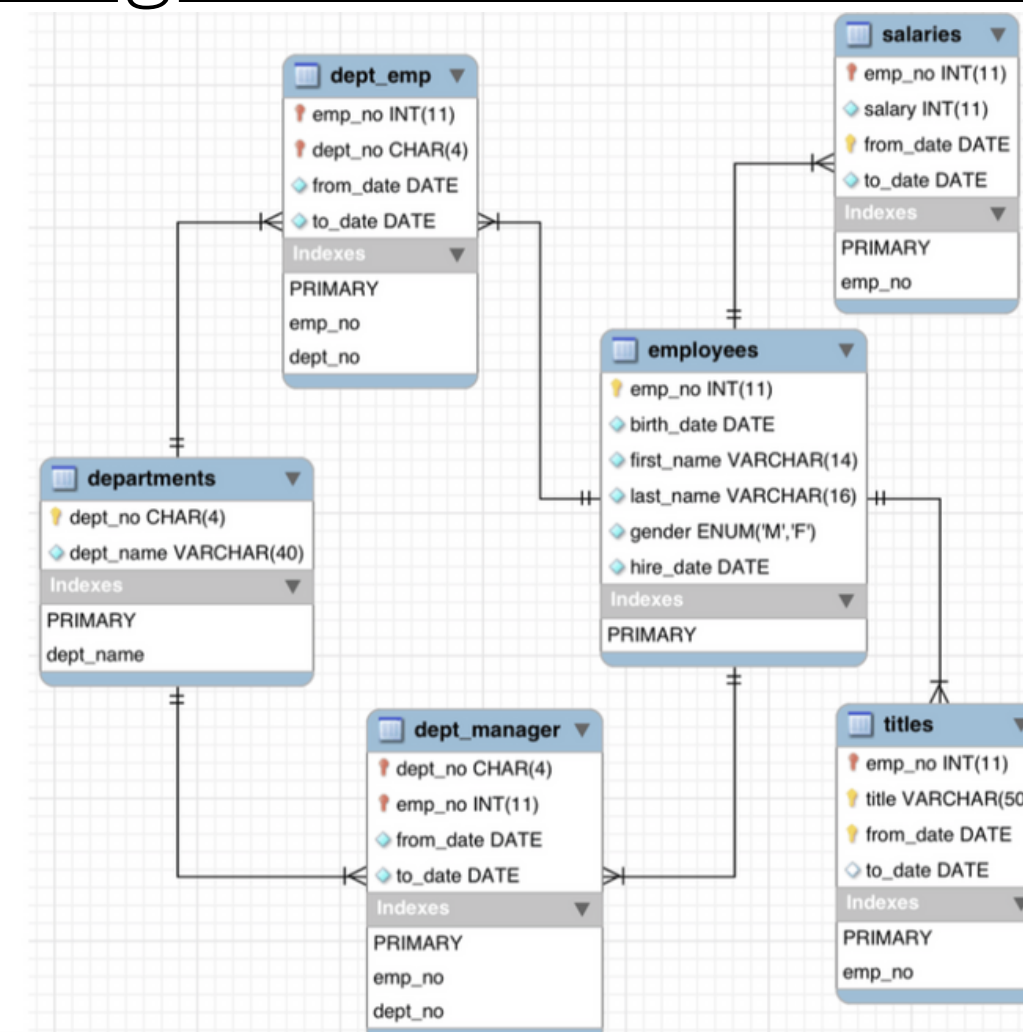 dept_emp
emp_no INT(11)
dept_no CHAR(4)
from_date DATE
to_date DATE
Indexes
PRIMARY
emp_no
dept_no
salaries
emp_no INT(11)
salary INT(11)
from_date DATE
to_date DATE
Indexes
PRIMARY
emp_no
employees
emp_no INT(11)
birth_date DATE
first_name VARCHAR(14)
last_name VARCHAR(16)
gender ENUM('M','F')
hire_date DATE
Indexes
PRIMARY
departments
dept_no CHAR(4)
dept_name VARCHAR(40)
Indexes
PRIMARY
dept_name
dept_manager
dept_no CHAR(4)
emp_no INT(11)
from_date DATE
to_date DATE
Indexes
PRIMARY
emp_no
dept_no
titles
emp_no INT(11)
title VARCHAR(50
from_date DATE
to_date DATE
Indexes
PRIMARY
emp_no